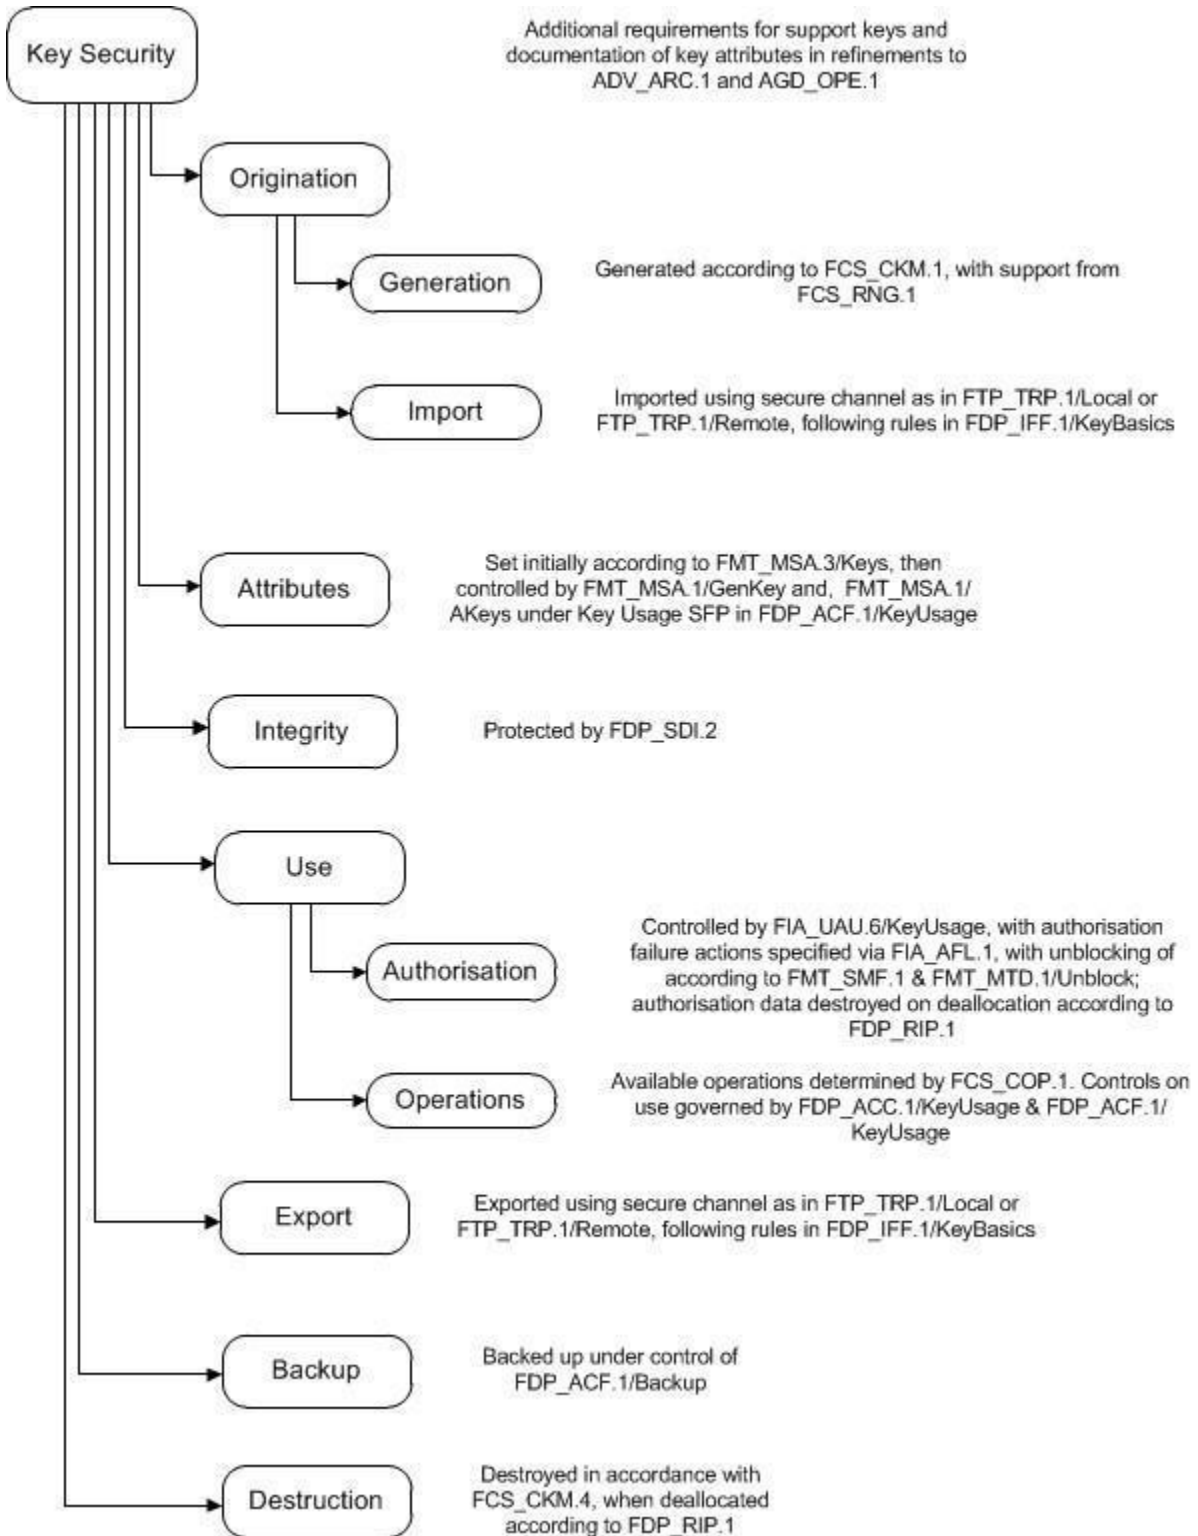 Key Security
Additional requirements for support keys and
documentation of key attributes in refinements to
ADV_ARC.1 and AGD_OPE.1
Origination
Generation
Generated according to FCS_CKM.1, with support from
FCS_RNG.1
Import
Imported using secure channel as in FTP_TRP.1/Local or
FTP_TRP.1/Remote, following rules in FDP_IFF.1/KeyBasics
Attributes
Set initially according to FMT_MSA.3/Keys, then
controlled by FMT_MSA.1/GenKey and, FMT_MSA.1/
AKeys under Key Usage SFP in FDP_ACF.1/KeyUsage
Integrity
Protected by FDP_SDI.2
Use
Authorisation
Controlled by FIA_UAU.6/KeyUsage, with authorisation
failure actions specified via FIA_AFL.1, with unblocking of
according to FMT_SMF.1 & FMT_MTD.1/Unblock;
authorisation data destroyed on deallocation according to
FDP_RIP.1
Operations
Available operations determined by FCS_COP.1. Controls on
use governed by FDP_ACC.1/KeyUsage & FDP_ACF.1/
KeyUsage
Export
Exported using secure channel as in FTP_TRP.1/Local or
FTP_TRP.1/Remote, following rules in FDP_IFF.1/KeyBasics
Backup
Backed up under control of
FDP_ACF.1/Backup
Destruction
Destroyed in accordance with
FCS_CKM.4, when deallocated
according to FDP_RIP.1